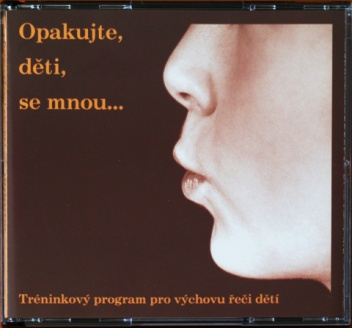 Opakujte,
děti,
se mnou...
Tréninkový program pro výchovu řeči dětí